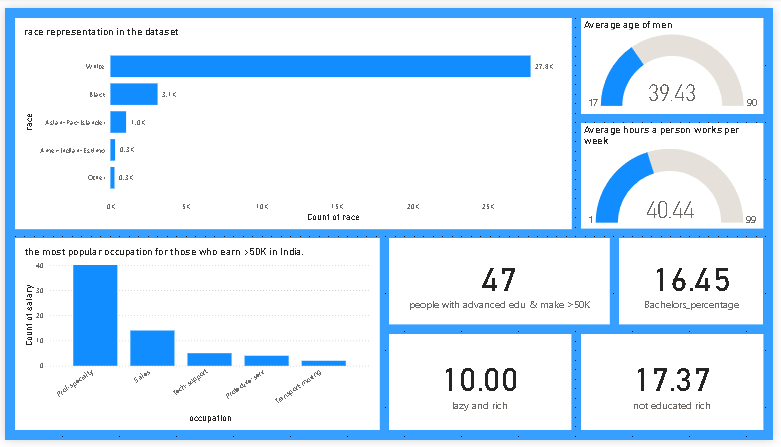 race representation in the dataset
race
White
27.8K
Black
3.1K
Asian-Pac-Islander
1.0K
Amer-Indian-Eskimo
0.3K
Other
0.3K
0K 5K 10K 15K 20K 25K
Count of race
Average age of men
39.43
17
90
Average hours a person works per
week
40.44
1
99
the most popular occupation for those who earn >50K in India.
Count of salary
40
30
20
10
0
Prof-specialty
Sales
Tech-support
Protective-serv
Transport-moving
occupation
47
people with advanced edu & make >50K
16.45
Bachelors_percentage
10.00
lazy and rich
17.37
not educated rich